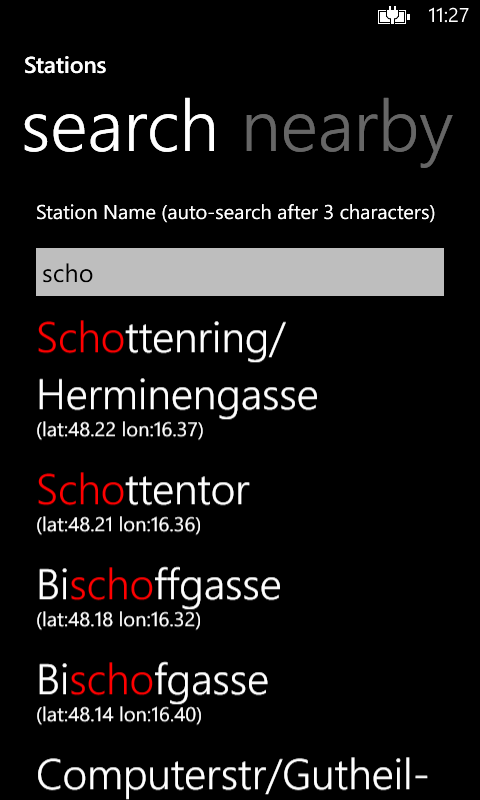 11:27
Stations
search nearby
Station Name (auto-search after 3 characters)
scho
Schottenring/
Herminengasse
(lat:48.22 lon:16.37)
Schottentor
(lat:48.21 lon:16.36)
Bischoffgasse
(lat:48.18 lon:16.32)
Bischofgasse
(lat:48.14 lon:16.40)
Computerstr/Gutheil-